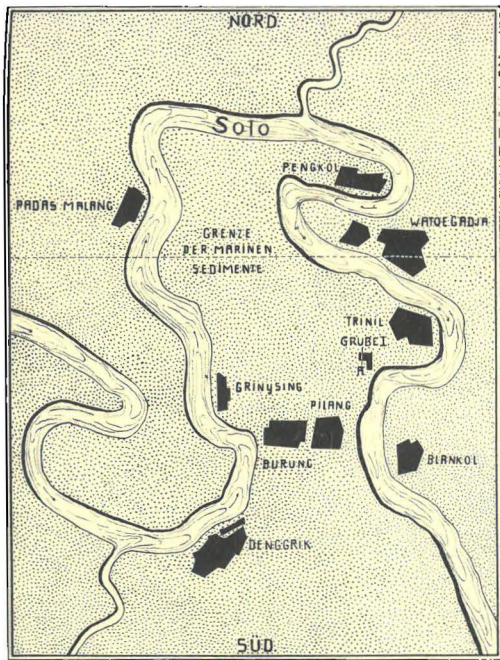 NORD
Solo
PENGKOL
PADAS MALANG
WATOEGADJA
GRENZE
DER MARINEN
SEDIMENTE
TRINIL
GRUBE I.
A
GRINYSING
PILANG
BURUNG
BLANKOL
DENGGRIK
SÜD